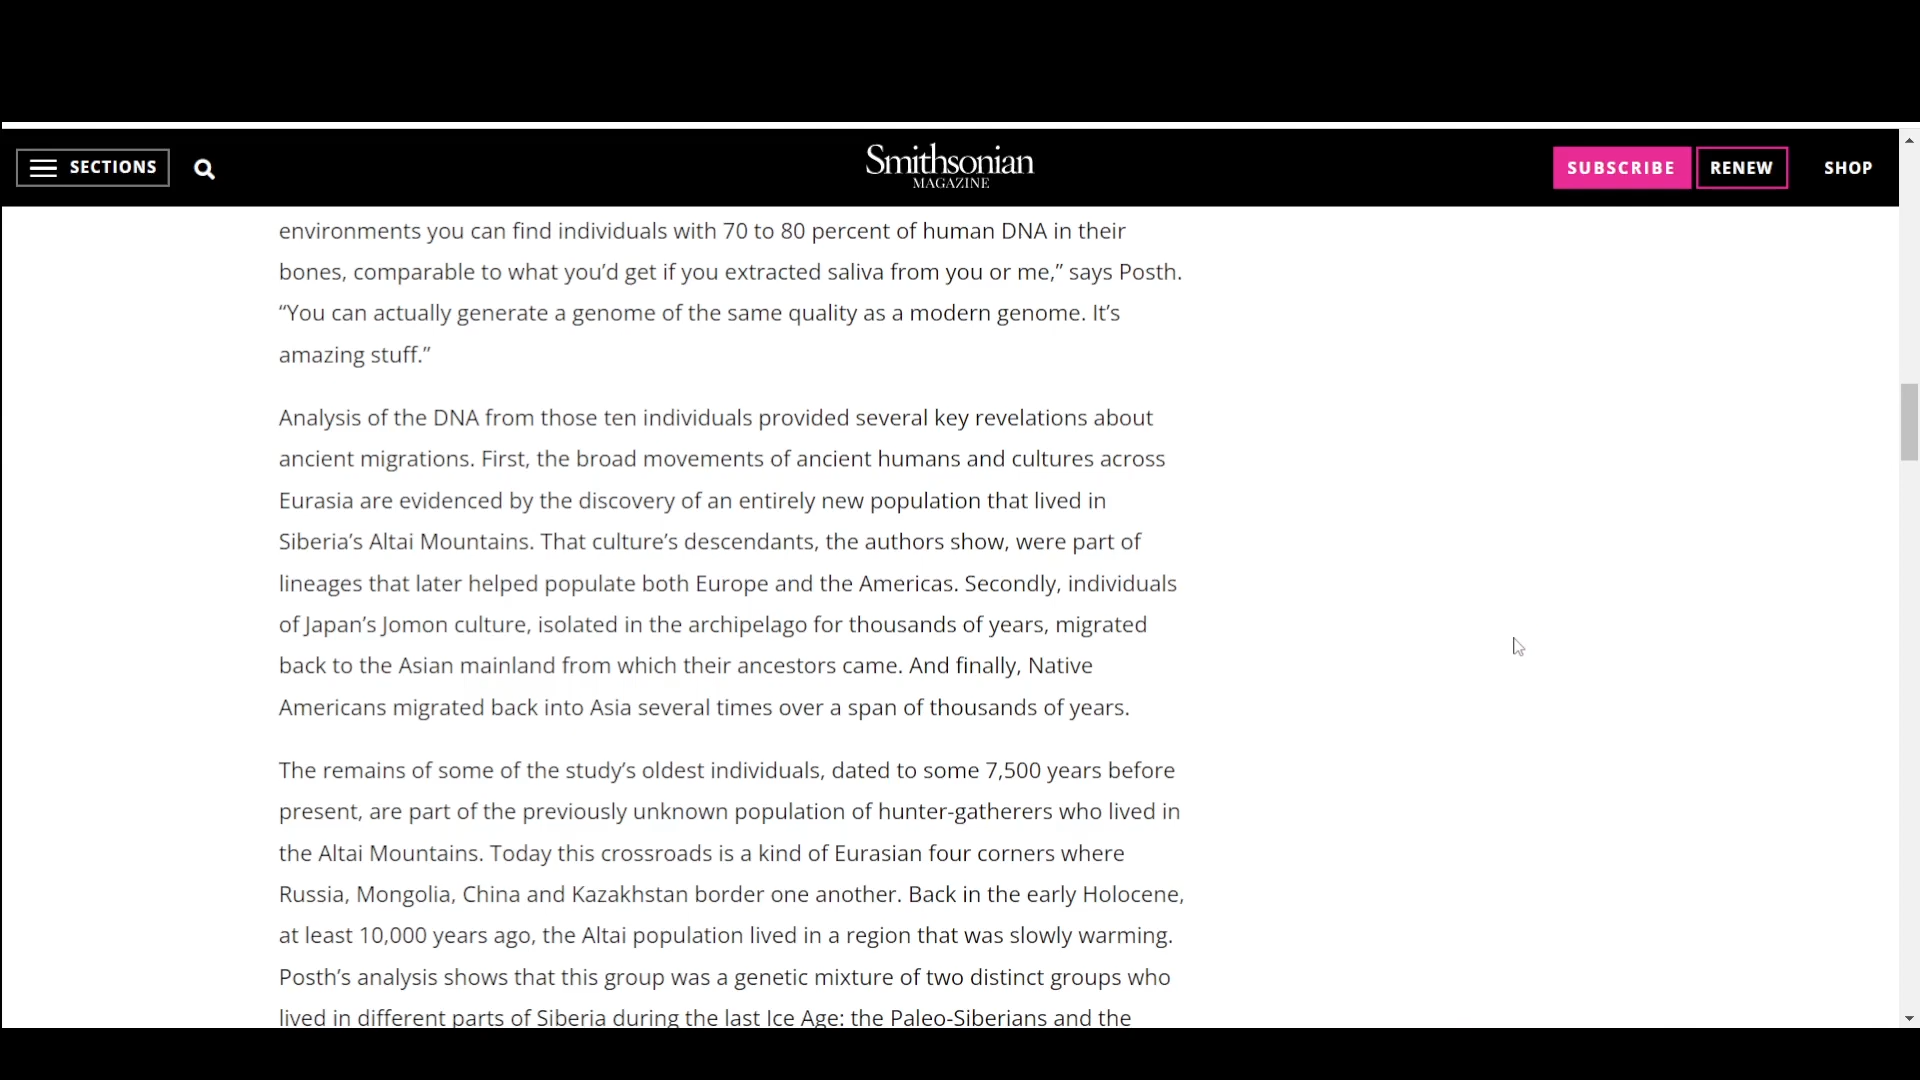 SECTIONS
Smithsonian
MAGAZINE
SUBSCRIBE
RENEW
SHOP
environments you can find individuals with 70 to 80 percent of human DNA in their
bones, comparable to what you’d get if you extracted saliva from you or me,” says Posth.
“You can actually generate a genome of the same quality as a modern genome. It’s
amazing stuff.”
Analysis of the DNA from those ten individuals provided several key revelations about
ancient migrations. First, the broad movements of ancient humans and cultures across
Eurasia are evidenced by the discovery of an entirely new population that lived in
Siberia’s Altai Mountains. That culture’s descendants, the authors show, were part of
lineages that later helped populate both Europe and the Americas. Secondly, individuals
of Japan’s Jomon culture, isolated in the archipelago for thousands of years, migrated
back to the Asian mainland from which their ancestors came. And finally, Native
Americans migrated back into Asia several times over a span of thousands of years.
The remains of some of the study’s oldest individuals, dated to some 7,500 years before
present, are part of the previously unknown population of hunter-gatherers who lived in
the Altai Mountains. Today this crossroads is a kind of Eurasian four corners where
Russia, Mongolia, China and Kazakhstan border one another. Back in the early Holocene,
at least 10,000 years ago, the Altai population lived in a region that was slowly warming.
Posth’s analysis shows that this group was a genetic mixture of two distinct groups who
lived in different parts of Siberia during the last Ice Age: the Paleo-Siberians and the